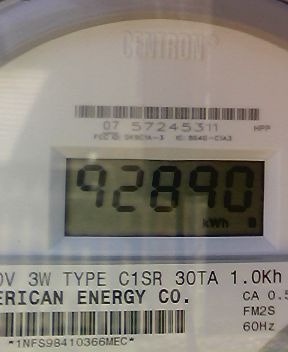 CENTRON®
07 57245311 HPP
92890
kWh
0V 3W TYPE C1SR 30TA 1.0Kh
ERICAN ENERGY CO.
CA 0.5
FM2S
60Hz
*1NFS98410366MEC*